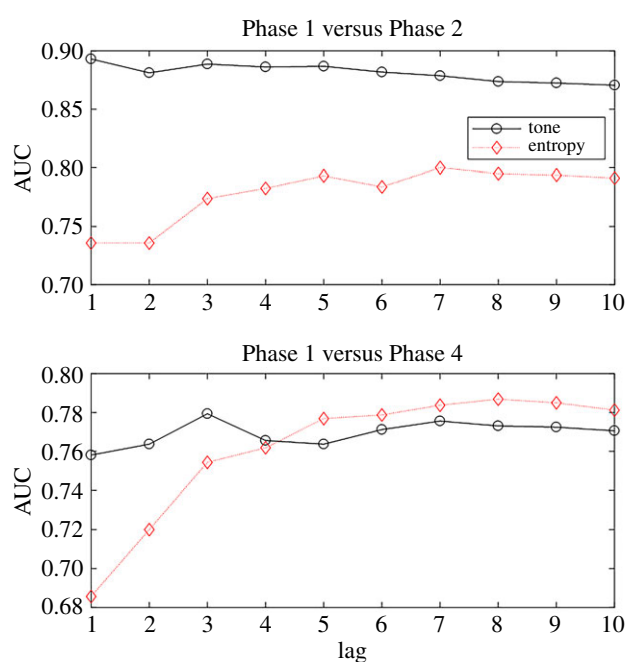 Phase 1 versus Phase 2
0.90
0.85
0.80
0.75
0.70
AUC
tone
entropy
1 2 3 4 5 6 7 8 9 10
Phase 1 versus Phase 4
0.80
0.78
0.76
0.74
0.72
0.70
0.68
AUC
1 2 3 4 5 6 7 8 9 10
lag